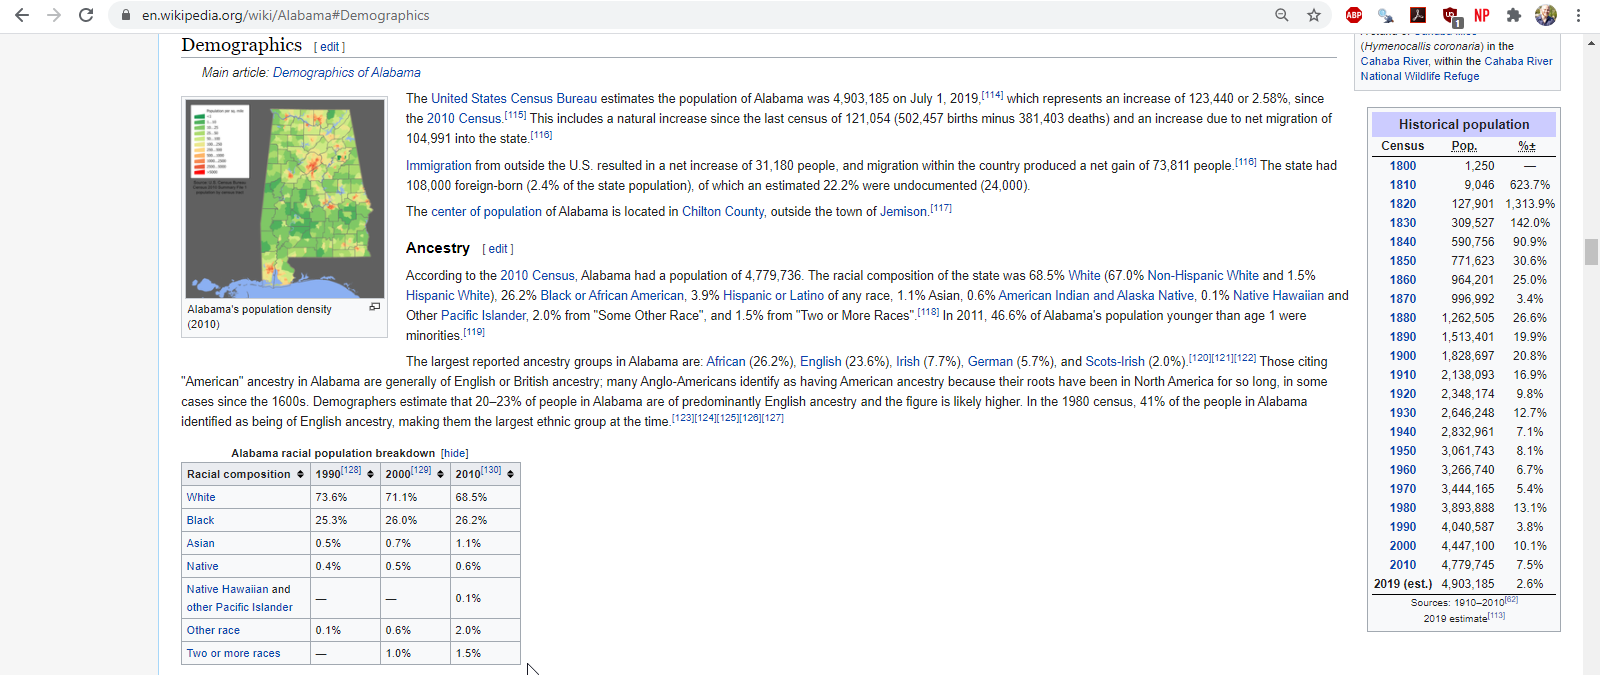 en.wikipedia.org/wiki/Alabama#Demographics
ABP
1
NP
Demographics [ edit ]
Main article: Demographics of Alabama
Alabama's population density
(2010)
The United States Census Bureau estimates the population of Alabama was 4,903,185 on July 1, 2019,[114] which represents an increase of 123,440 or 2.58%, since
the 2010 Census.[115] This includes a natural increase since the last census of 121,054 (502,457 births minus 381,403 deaths) and an increase due to net migration of
104,991 into the state.[116]
Immigration from outside the U.S. resulted in a net increase of 31,180 people, and migration within the country produced a net gain of 73,811 people.[116] The state had
108,000 foreign-born (2.4% of the state population), of which an estimated 22.2% were undocumented (24,000).
The center of population of Alabama is located in Chilton County, outside the town of Jemison.[117]
Ancestry [ edit ]
According to the 2010 Census, Alabama had a population of 4,779,736. The racial composition of the state was 68.5% White (67.0% Non-Hispanic White and 1.5%
Hispanic White), 26.2% Black or African American, 3.9% Hispanic or Latino of any race, 1.1% Asian, 0.6% American Indian and Alaska Native, 0.1% Native Hawaiian and
Other Pacific Islander, 2.0% from "Some Other Race", and 1.5% from "Two or More Races".[118] In 2011, 46.6% of Alabama's population younger than age 1 were
minorities.[119]
The largest reported ancestry groups in Alabama are: African (26.2%), English (23.6%), Irish (7.7%), German (5.7%), and Scots-Irish (2.0%).[120][121][122] Those citing
"American" ancestry in Alabama are generally of English or British ancestry; many Anglo-Americans identify as having American ancestry because their roots have been in North America for so long, in some
cases since the 1600s. Demographers estimate that 20–23% of people in Alabama are of predominantly English ancestry and the figure is likely higher. In the 1980 census, 41% of the people in Alabama
identified as being of English ancestry, making them the largest ethnic group at the time.[123][124][125][126][127]
Alabama racial population breakdown [hide]
Racial composition 1990[128] 2000[129] 2010[130]
White 73.6% 71.1% 68.5%
Black 25.3% 26.0% 26.2%
Asian 0.5% 0.7% 1.1%
Native 0.4% 0.5% 0.6%
Native Hawaiian and
other Pacific Islander — — 0.1%
Other race 0.1% 0.6% 2.0%
Two or more races — 1.0% 1.5%
(Hymenocallis coronaria) in the
Cahaba River, within the Cahaba River
National Wildlife Refuge
Historical population
Census Pop. %±
1800 1,250 —
1810 9,046 623.7%
1820 127,901 1,313.9%
1830 309,527 142.0%
1840 590,756 90.9%
1850 771,623 30.6%
1860 964,201 25.0%
1870 996,992 3.4%
1880 1,262,505 26.6%
1890 1,513,401 19.9%
1900 1,828,697 20.8%
1910 2,138,093 16.9%
1920 2,348,174 9.8%
1930 2,646,248 12.7%
1940 2,832,961 7.1%
1950 3,061,743 8.1%
1960 3,266,740 6.7%
1970 3,444,165 5.4%
1980 3,893,888 13.1%
1990 4,040,587 3.8%
2000 4,447,100 10.1%
2010 4,779,745 7.5%
2019 (est.) 4,903,185 2.6%
Sources: 1910–2010[62]
2019 estimate[113]